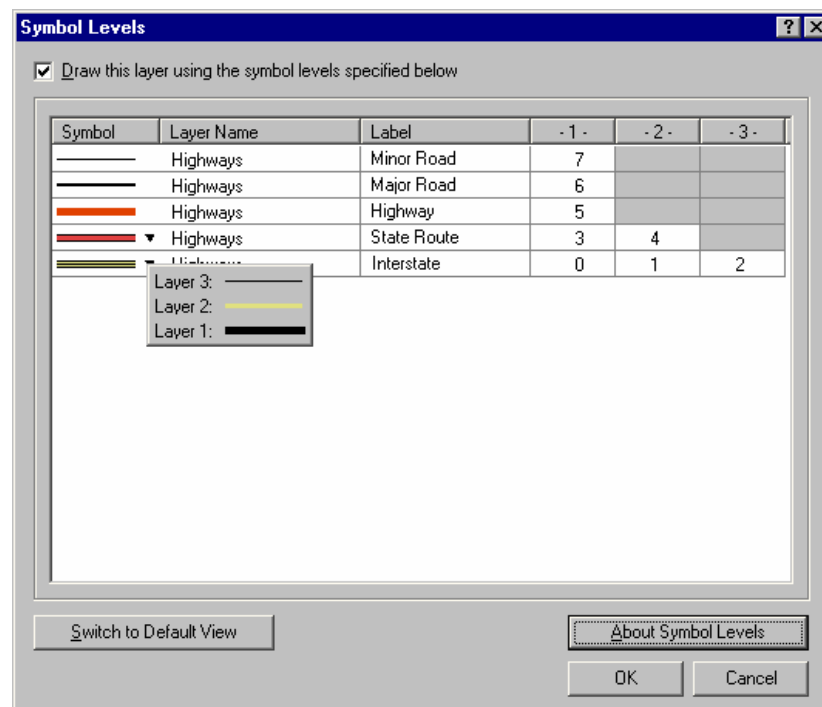 Symbol Levels
Draw this layer using the symbol levels specified below
Symbol Layer Name Label - 1 - - 2 - - 3 -
Highways Minor Road 7
Highways Major Road 6
Highways Highway 5
Highways State Route 3 4
Highways Interstate 0 1 2
Layer 3:
Layer 2:
Layer 1:
Switch to Default View
About Symbol Levels
OK Cancel